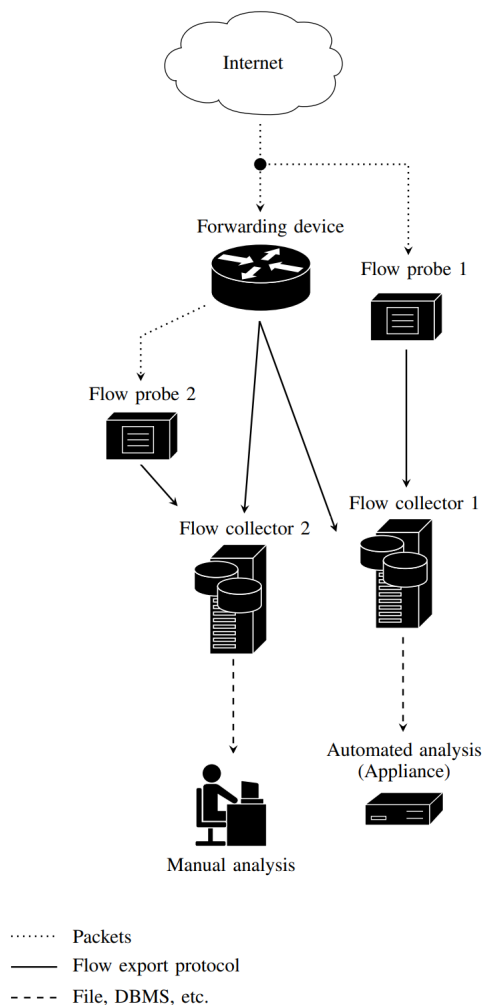 Internet
Forwarding device
Flow probe 1
Flow probe 2
Flow collector 1
Flow collector 2
Automated analysis
(Appliance)
Manual analysis
Packets
Flow export protocol
File, DBMS, etc.